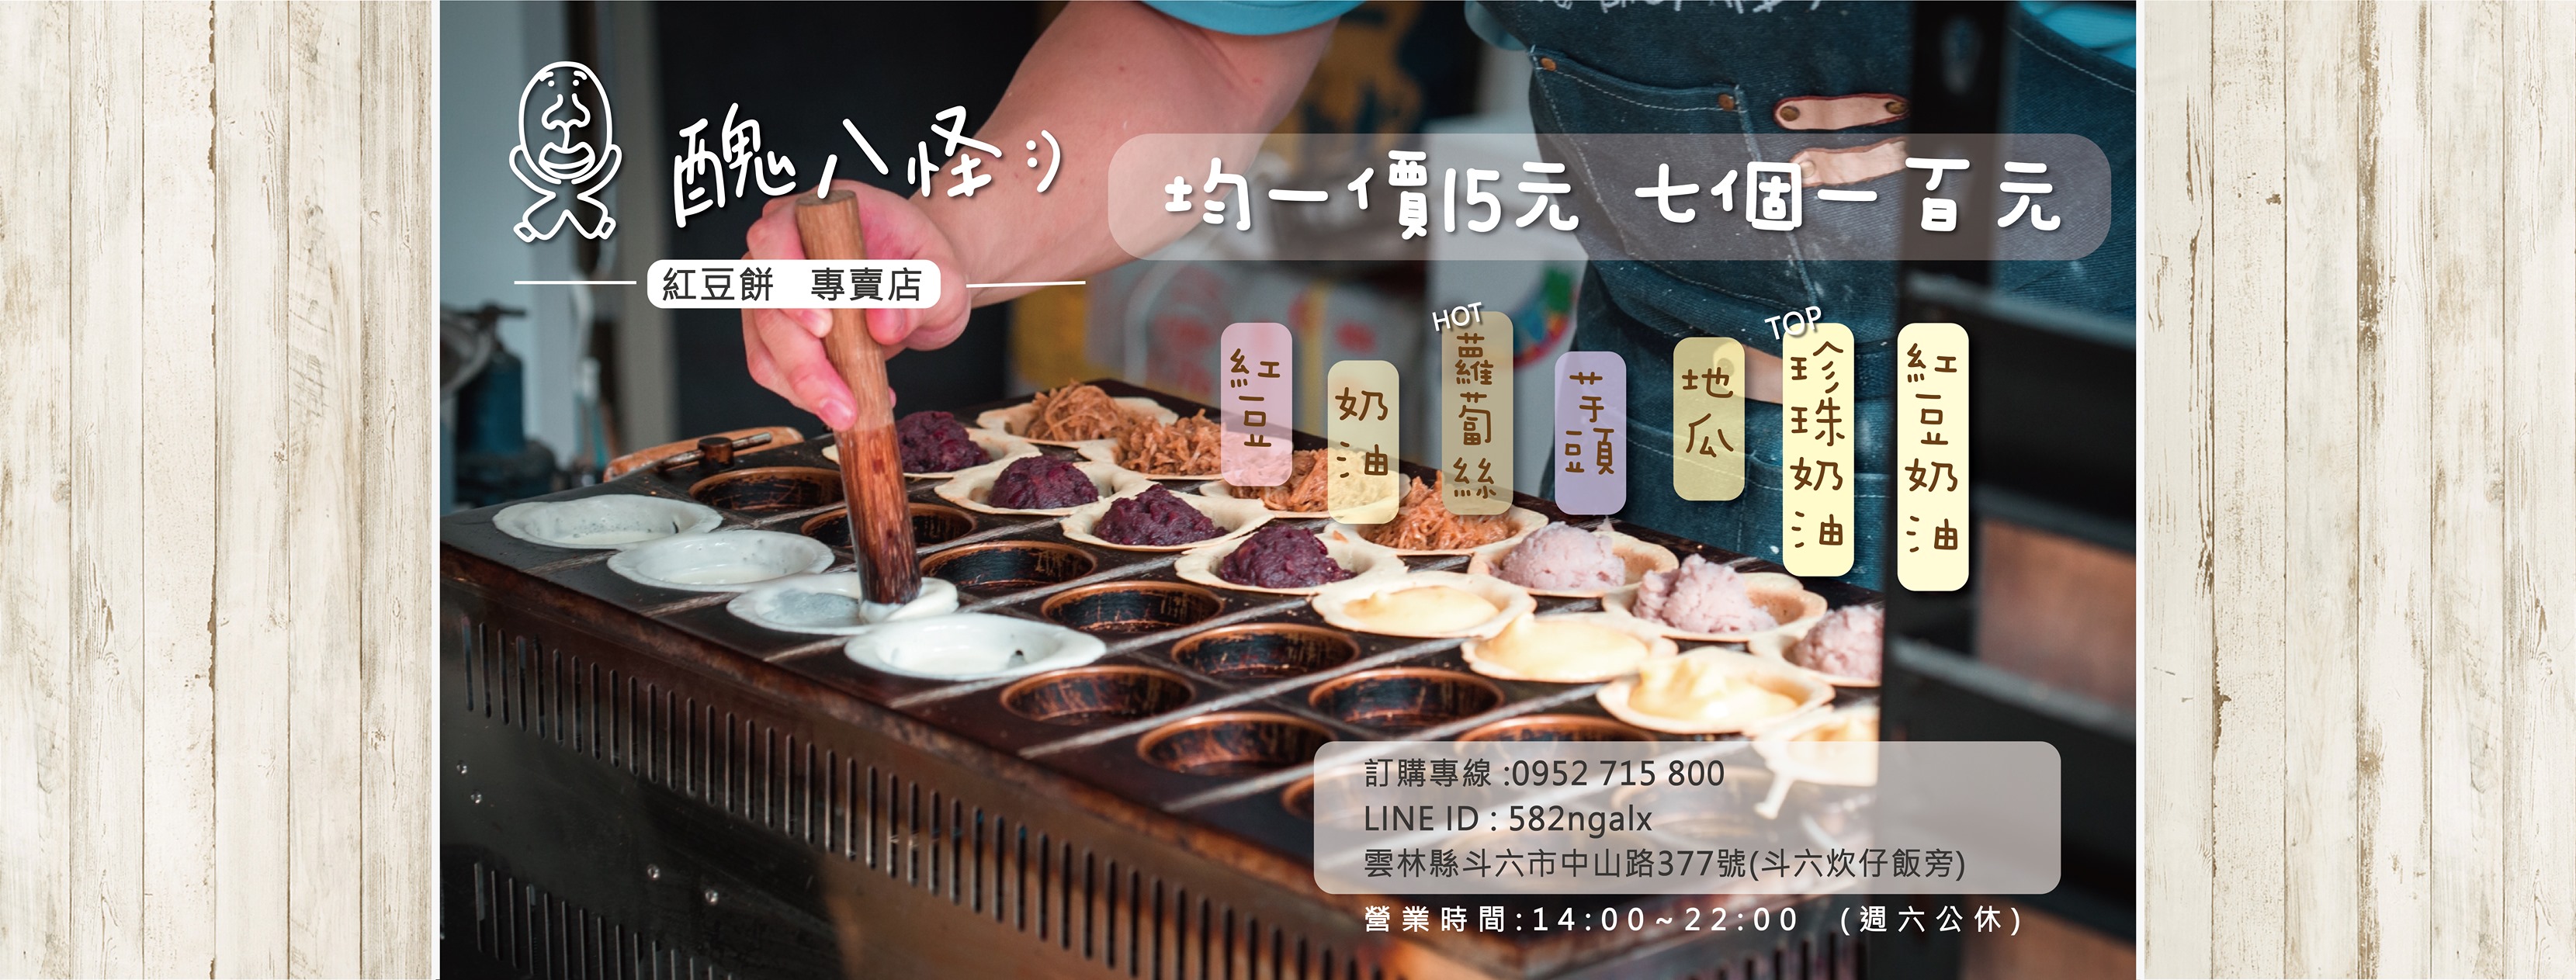 醜八怪:)
紅豆餅 專賣店
均一價15元 七個一百元
紅豆
奶油
HOT
蘿蔔絲
芋頭
地瓜
TOP
珍珠奶油
紅豆奶油
訂購專線 :0952 715 800
LINE ID : 582ngalx
雲林縣斗六市中山路377號(斗六炊仔飯旁)
營業時間:14:00~22:00 (週六公休)